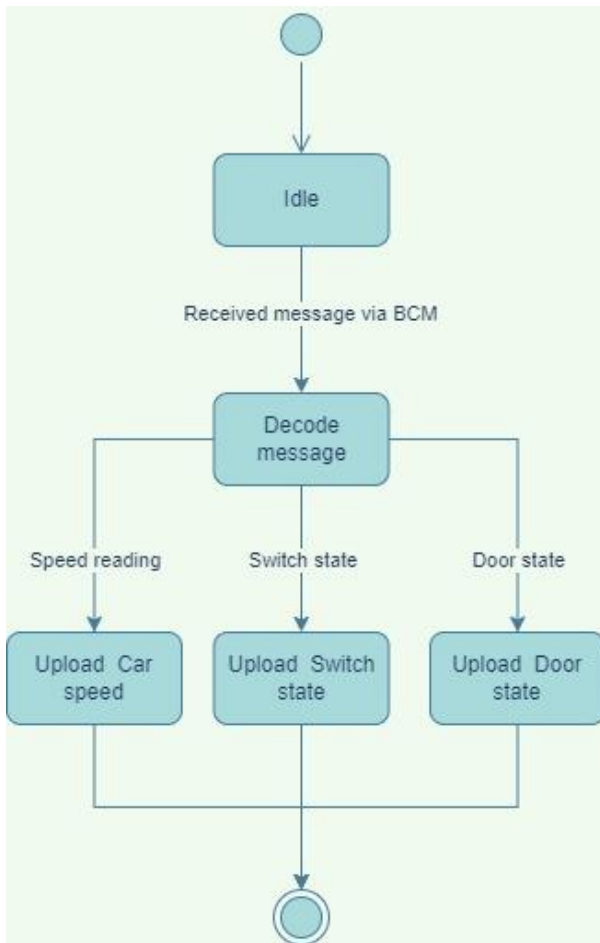 Idle
Received message via BCM
Decode
message
Speed reading
Switch state
Door state
Upload Car
speed
Upload Switch
state
Upload Door
state